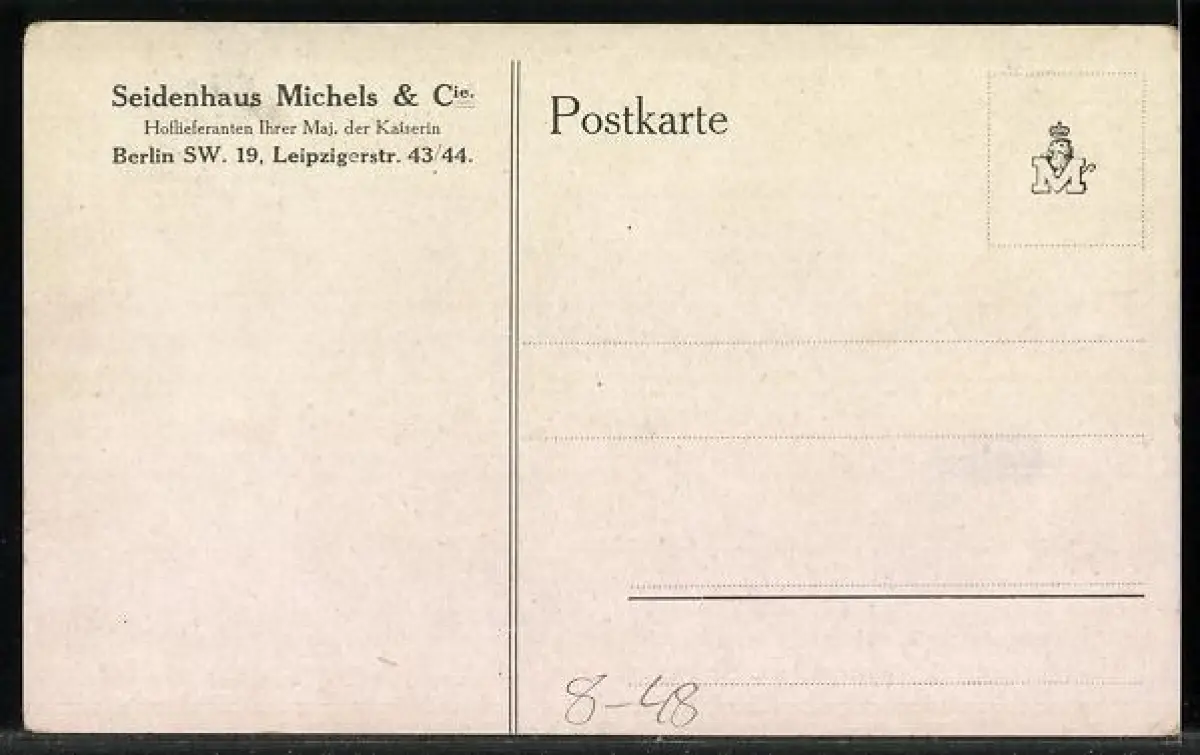 Seidenhaus Michels & Cie.
Hoflieferanten Ihrer Maj. der Kaiserin
Berlin SW. 19, Leipzigerstr. 43/44.
Postkarte
M
8-48